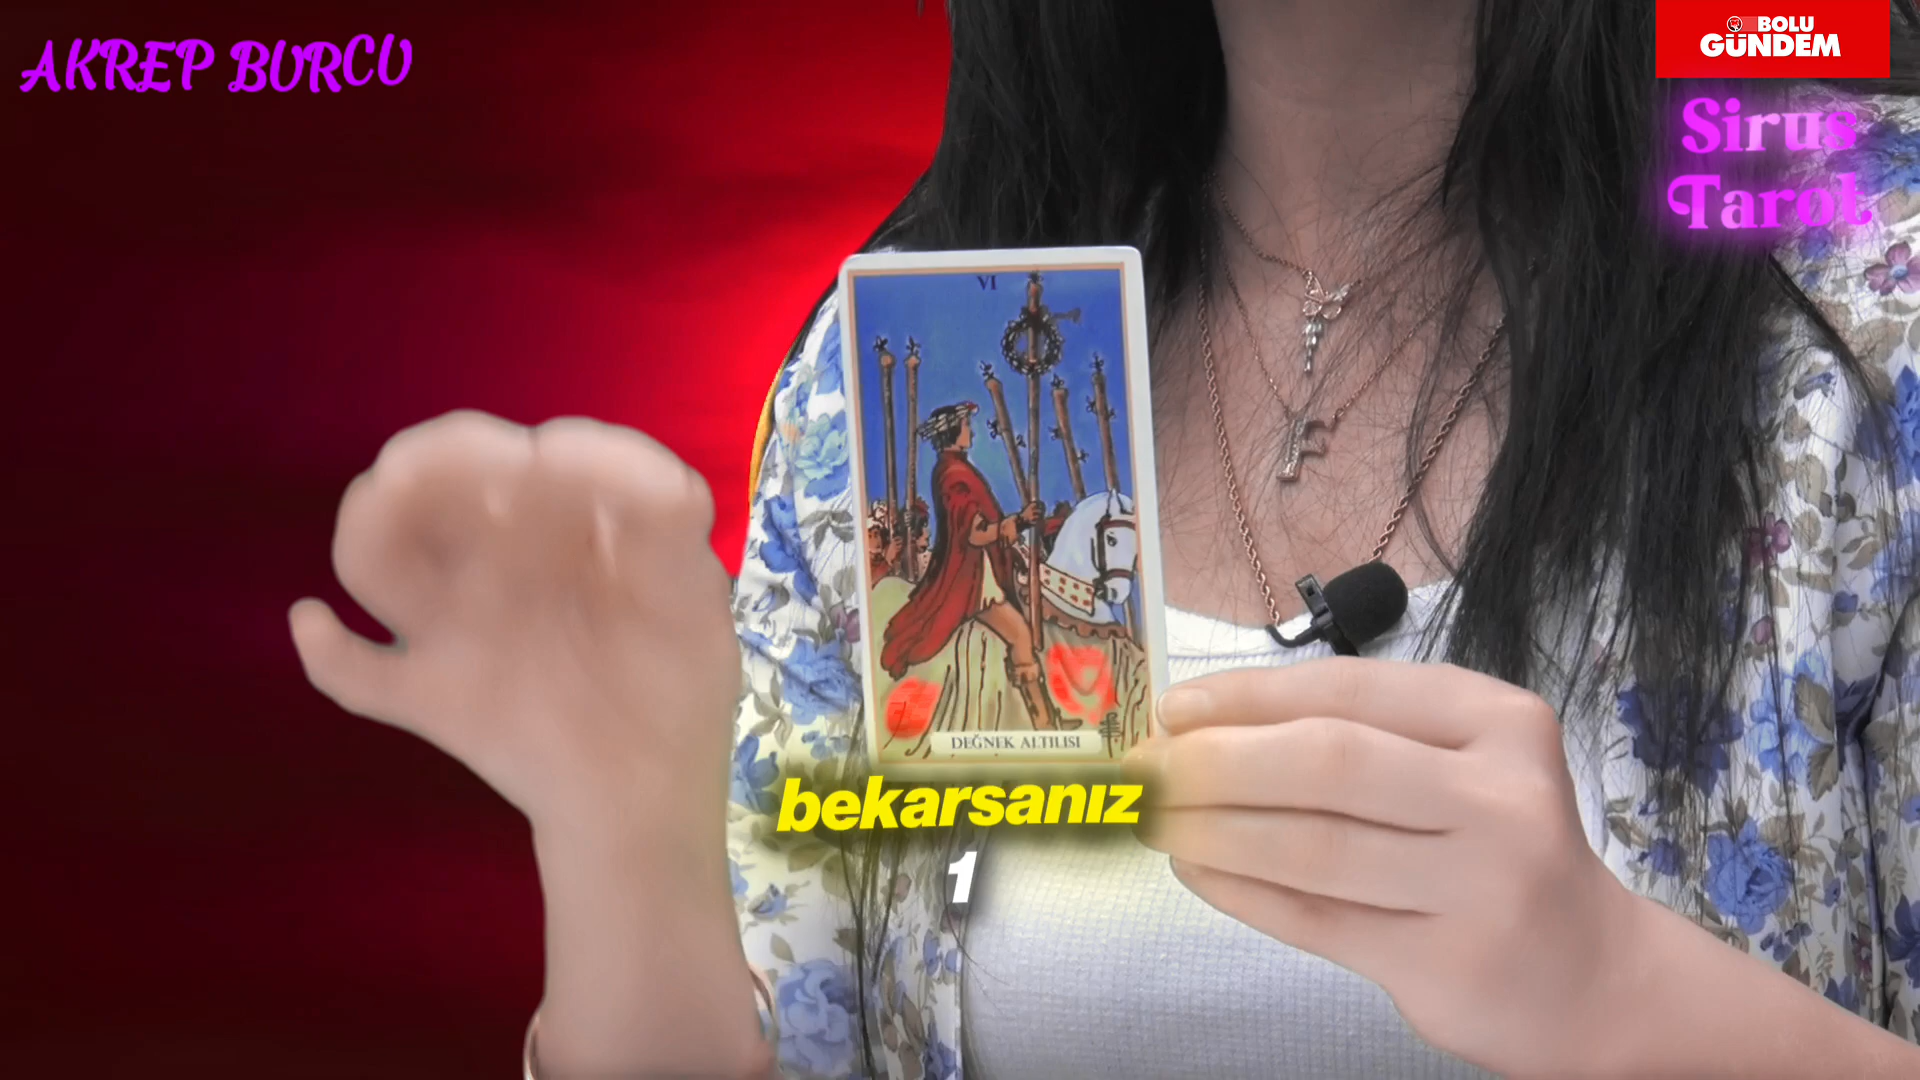 AKREP BURCU
BOLU
GÜNDEM
Sirus
Tarot
VI
DEĞNEK ALTILISI
bekarsanız
1